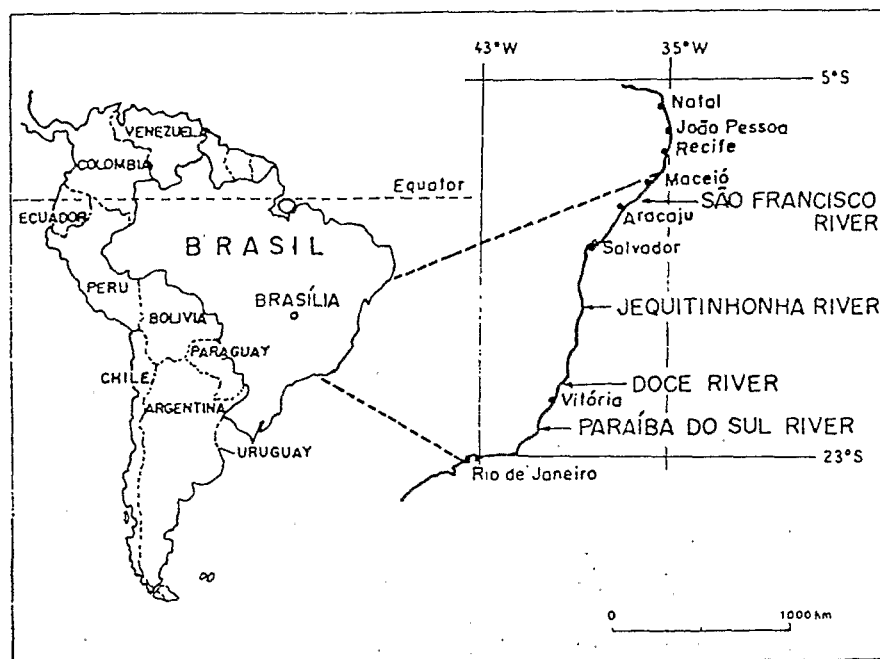 43°W
35°W
5°S
Natal
João Pessoa
Recife
Maceió
SÃO FRANCISCO
RIVER
Aracaju
Salvador
JEQUITINHONHA RIVER
DOCE RIVER
Vitória
PARAÍBA DO SUL RIVER
23°S
Rio de Janeiro
VENEZUEL
COLOMBIA
Equator
ECUADOR
BRASIL
PERU
BRASÍLIA
BOLIVIA
PARAGUAY
CHILE
ARGENTINA
URUGUAY
0
1000 km